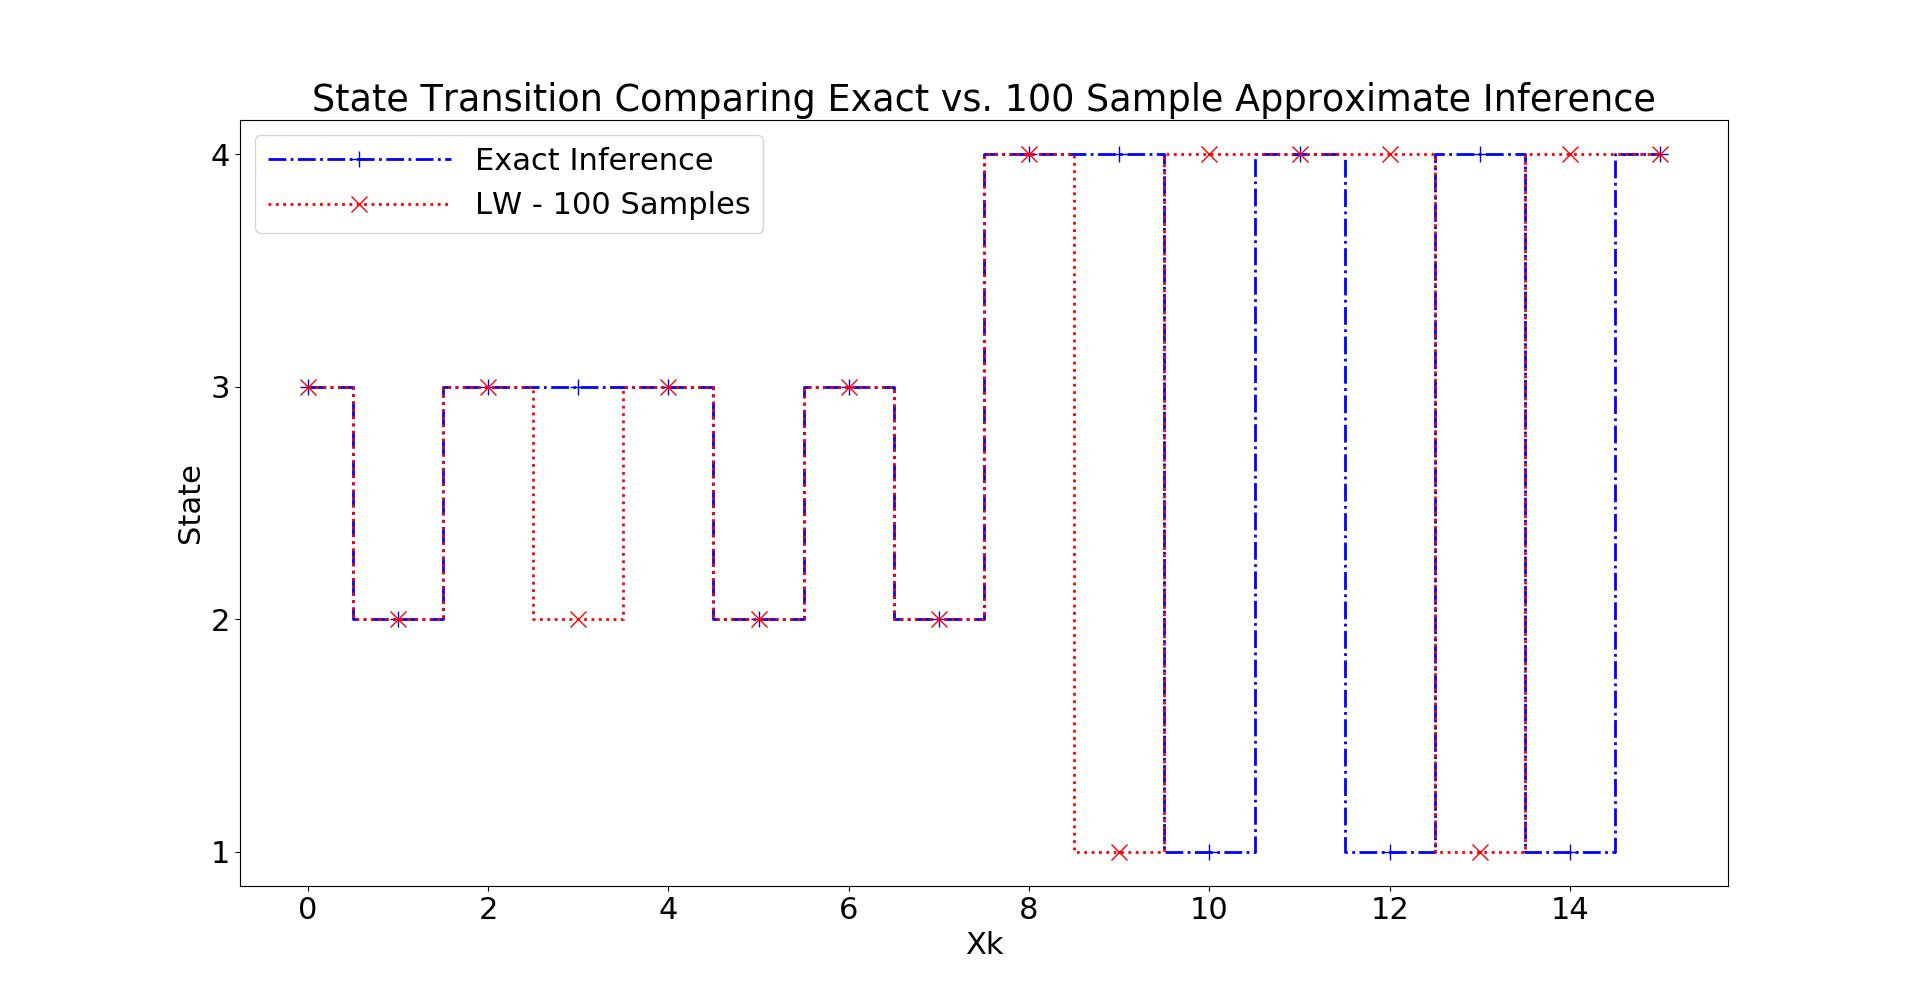 State Transition Comparing Exact vs. 100 Sample Approximate Inference
Exact Inference
LW - 100 Samples
4
3
2
1
State
0 2 4 6 8 10 12 14
Xk